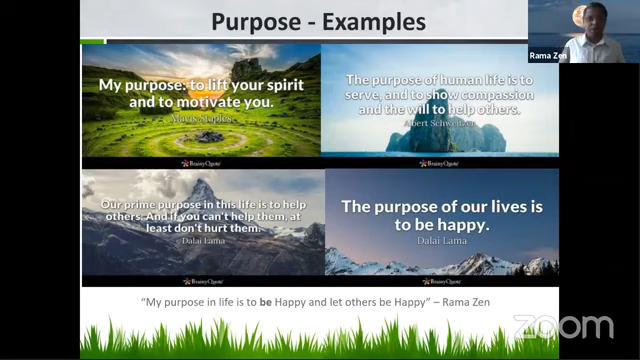 Purpose - Examples
Rama Zen
My purpose: to lift your spirit
and to motivate you.
Mavis Staples
BrainyQuote
The purpose of human life is to
serve, and to show compassion
and the will to help others.
Albert Schweitzer
BrainyQuote
Our prime purpose in this life is to help
others. And if you can't help them, at
least don't hurt them.
Dalai Lama
BrainyQuote
The purpose of our lives is
to be happy.
Dalai Lama
BrainyQuote
“My purpose in life is to be Happy and let others be Happy” – Rama Zen
zoom